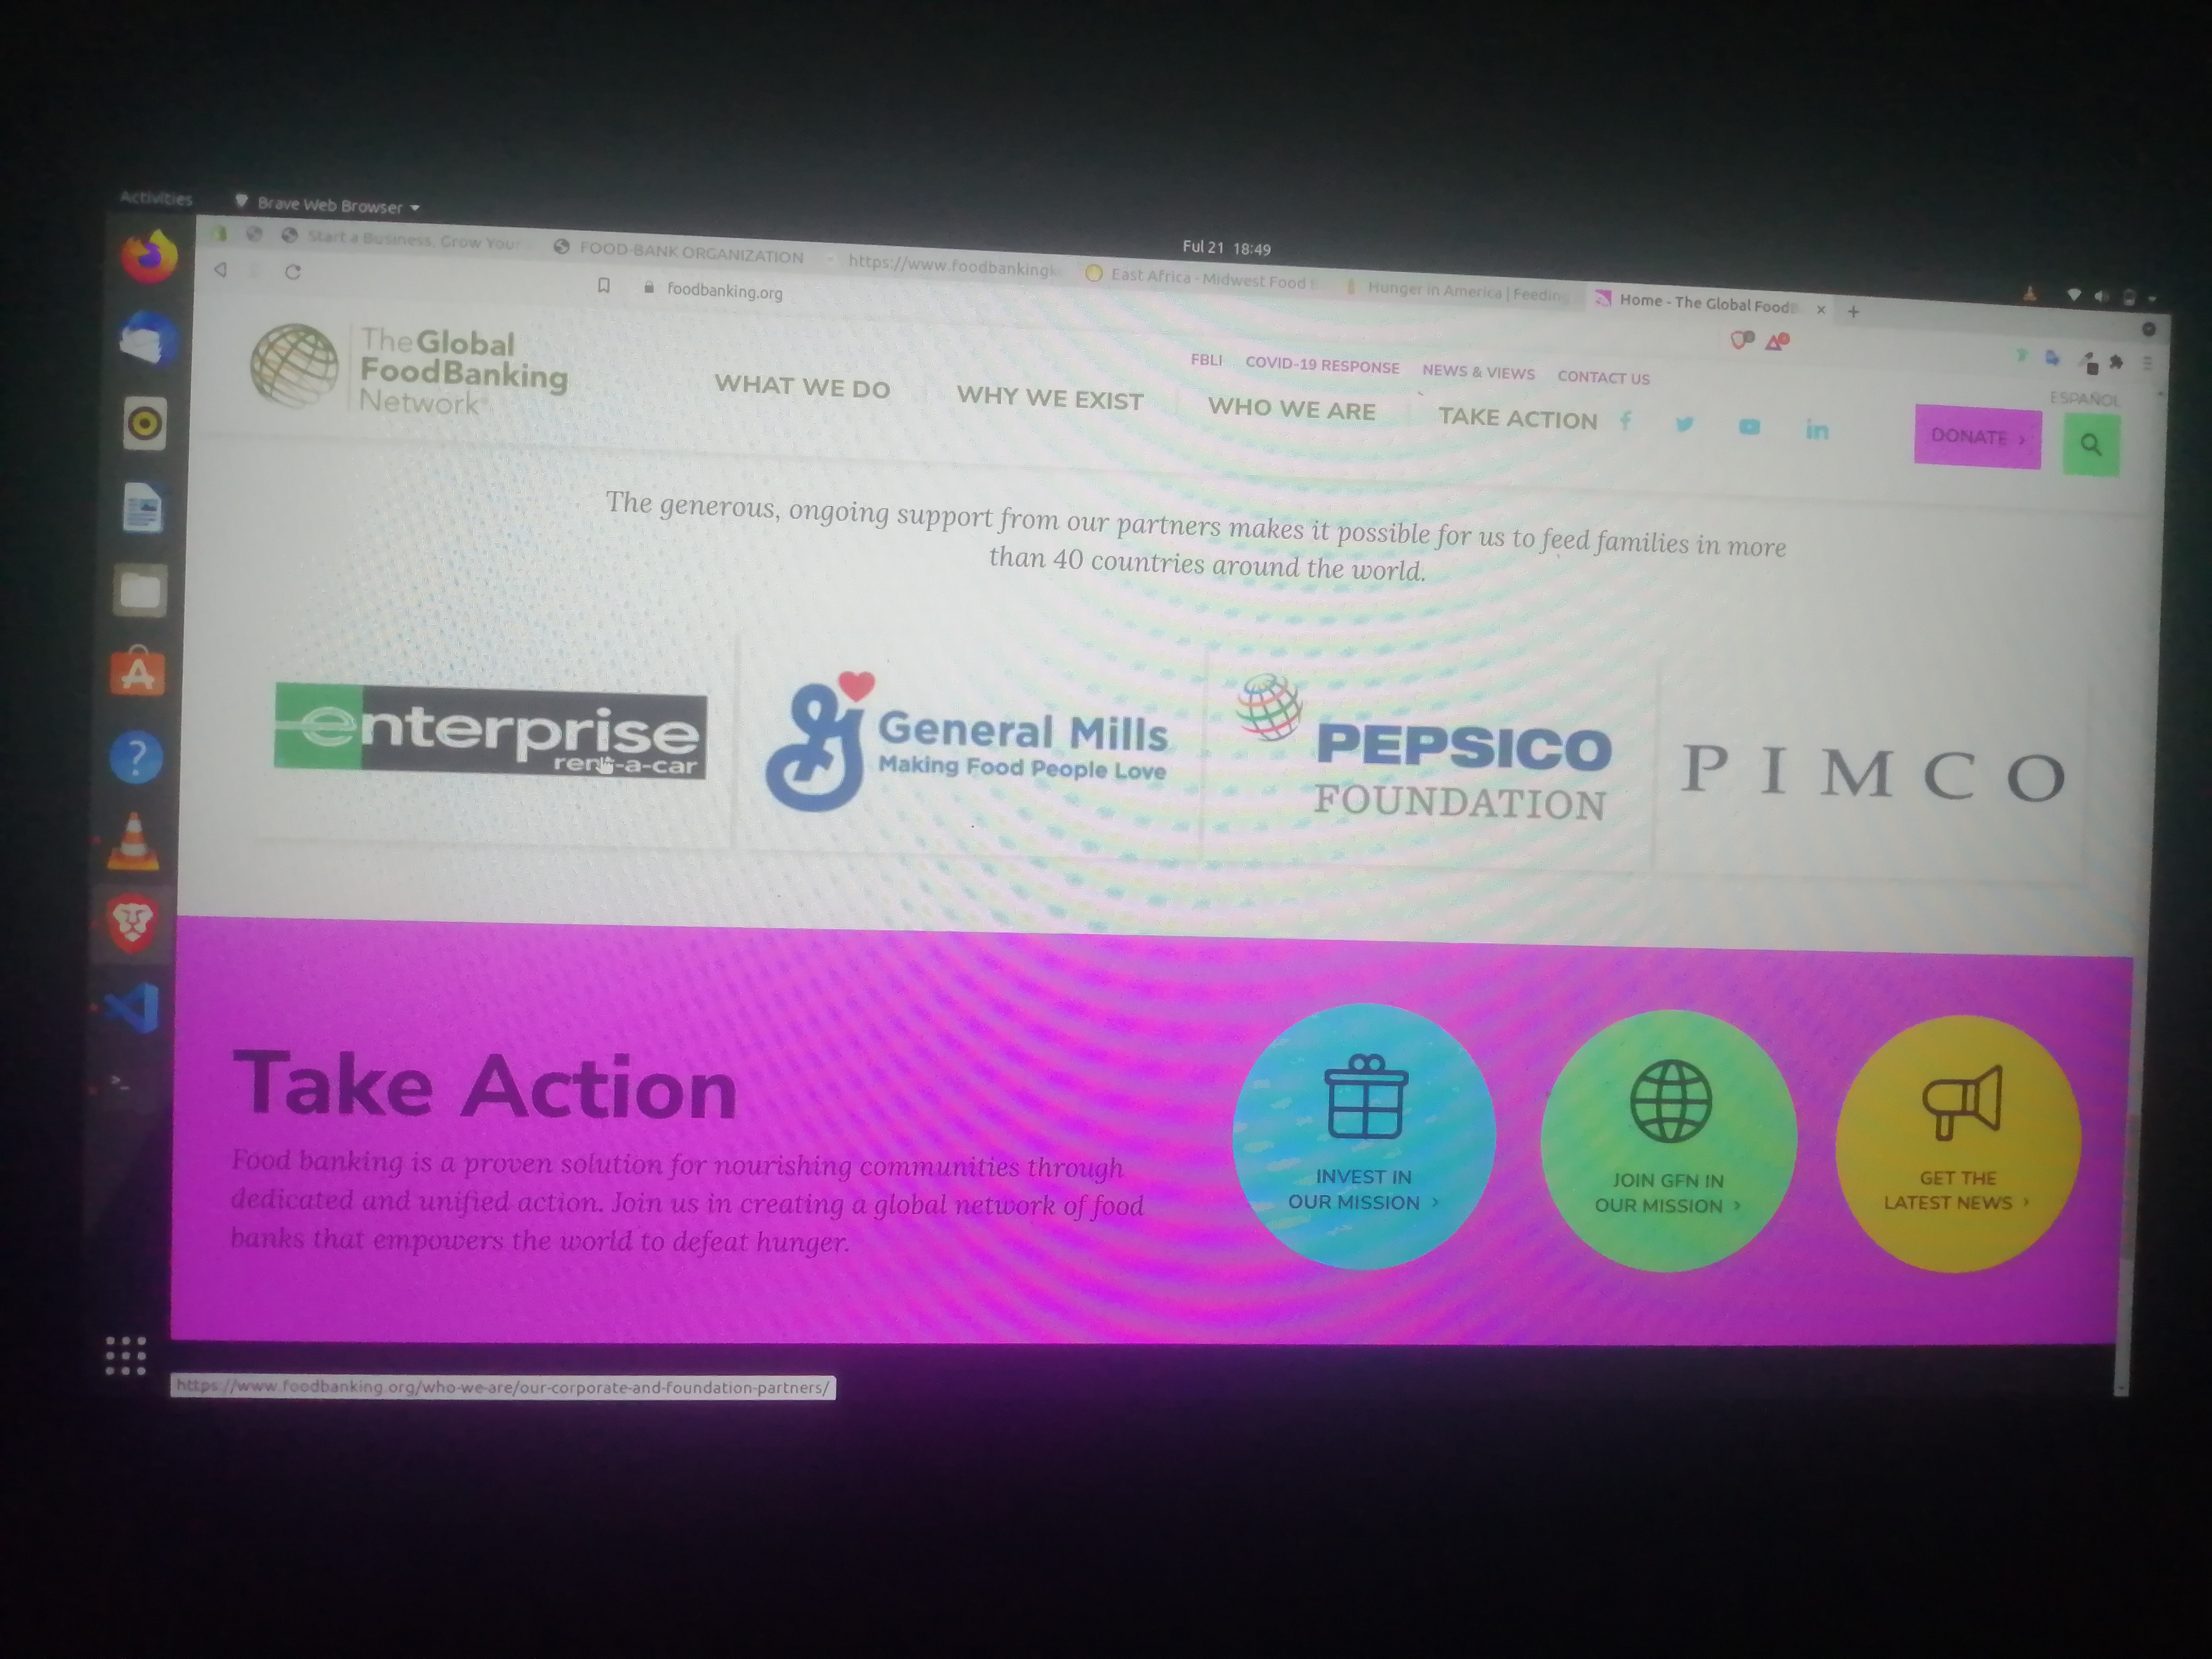 Activities
Brave Web Browser
Ful 21 18:49
Start a Business, Grow Your
FOOD-BANK ORGANIZATION
https://www.foodbankingk
East Africa - Midwest Food
Hunger in America | Feeding
Home - The Global FoodB
foodbanking.org
The Global
FoodBanking
Network
FBLI COVID-19 RESPONSE NEWS & VIEWS CONTACT US
ESPAÑOL
WHAT WE DO WHY WE EXIST WHO WE ARE TAKE ACTION
in
DONATE ›
The generous, ongoing support from our partners makes it possible for us to feed families in more
than 40 countries around the world.
enterprise
rent-a-car
General Mills
Making Food People Love
PEPSICO
FOUNDATION
PIMCO
Take Action
Food banking is a proven solution for nourishing communities through
dedicated and unified action. Join us in creating a global network of food
banks that empowers the world to defeat hunger.
INVEST IN
OUR MISSION ›
JOIN GFN IN
OUR MISSION ›
GET THE
LATEST NEWS ›
https://www.foodbanking.org/who-we-are/our-corporate-and-foundation-partners/